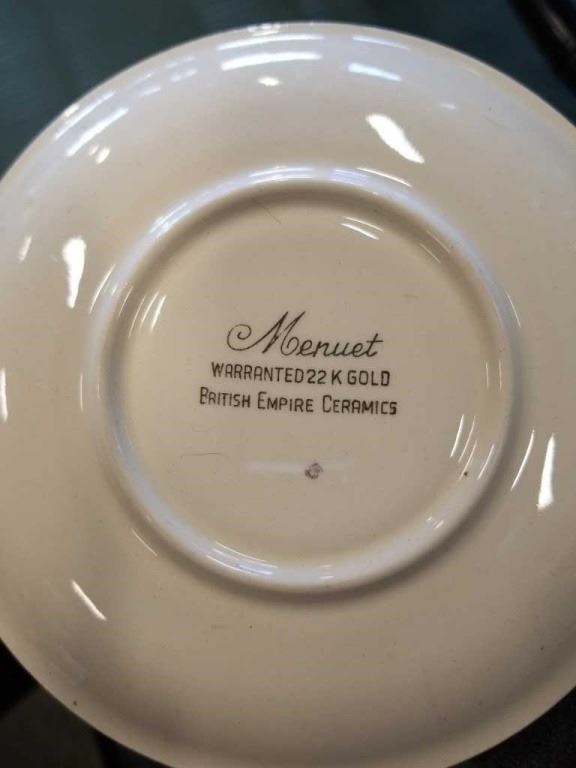 Menuet
WARRANTED 22 K GOLD
BRITISH EMPIRE CERAMICS